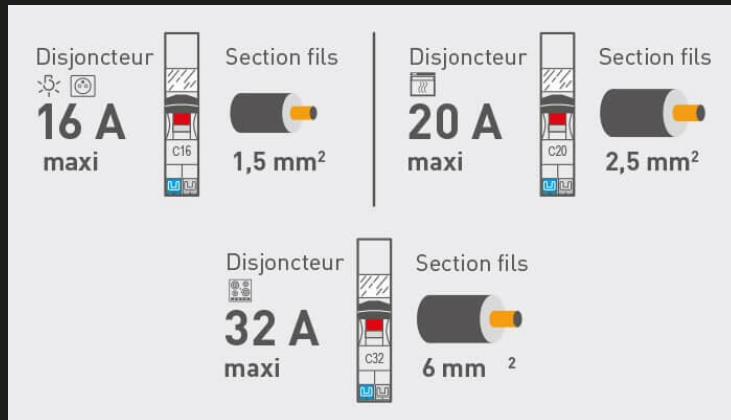 Disjoncteur
16 A
maxi
C16
Section fils
1,5 mm²
Disjoncteur
20 A
maxi
C20
Section fils
2,5 mm²
Disjoncteur
32 A
maxi
C32
Section fils
6 mm ²